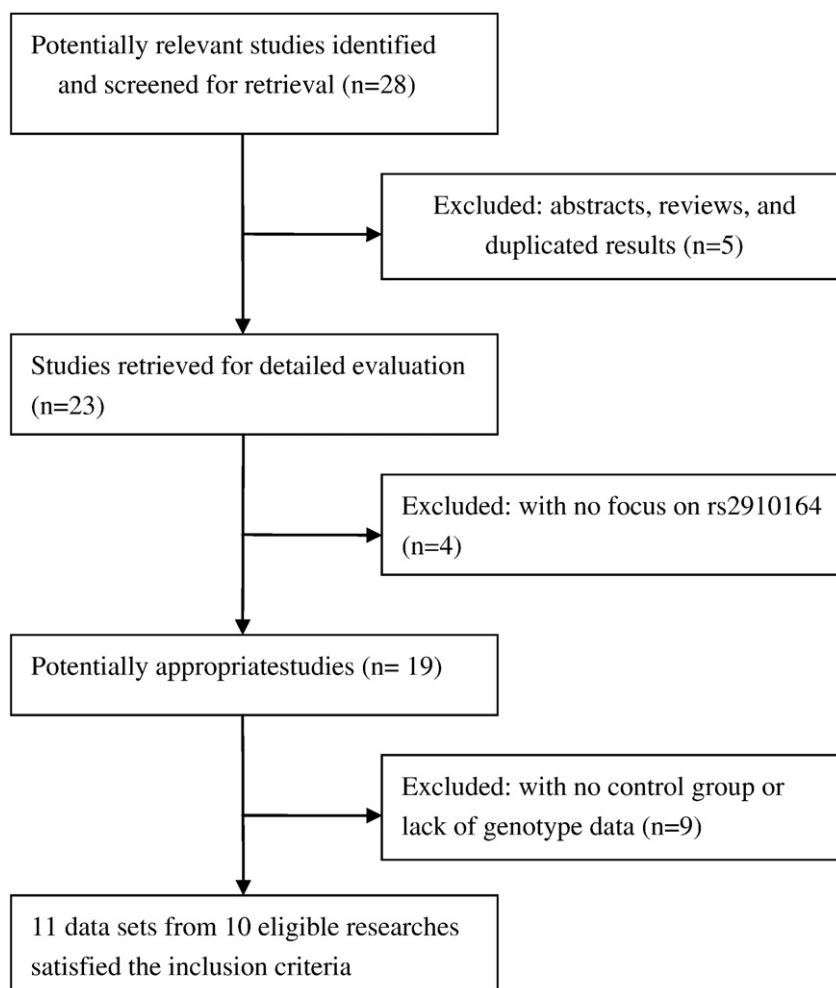 Potentially relevant studies identified
and screened for retrieval (n=28)
Excluded: abstracts, reviews, and
duplicated results (n=5)
Studies retrieved for detailed evaluation
(n=23)
Excluded: with no focus on rs2910164
(n=4)
Potentially appropriatestudies (n= 19)
Excluded: with no control group or
lack of genotype data (n=9)
11 data sets from 10 eligible researches
satisfied the inclusion criteria